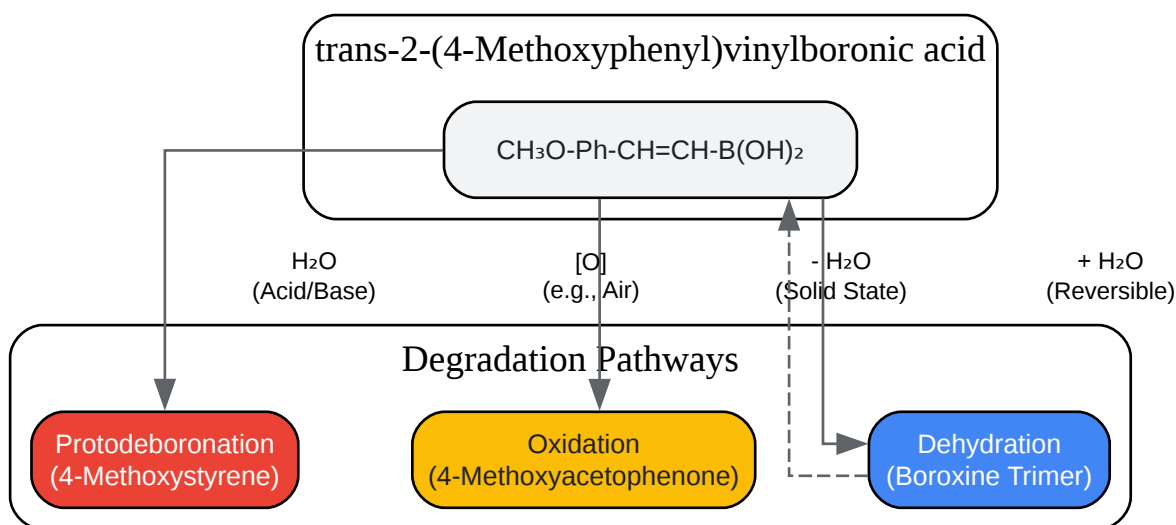 trans-2-(4-Methoxyphenyl)vinylboronic acid
CH₃O-Ph-CH=CH-B(OH)₂
H₂O
(Acid/Base)
[O]
(e.g., Air)
- H₂O
(Solid State)
+ H₂O
(Reversible)
Degradation Pathways
Protodeboronation
(4-Methoxystyrene)
Oxidation
(4-Methoxyacetophenone)
Dehydration
(Boroxine Trimer)